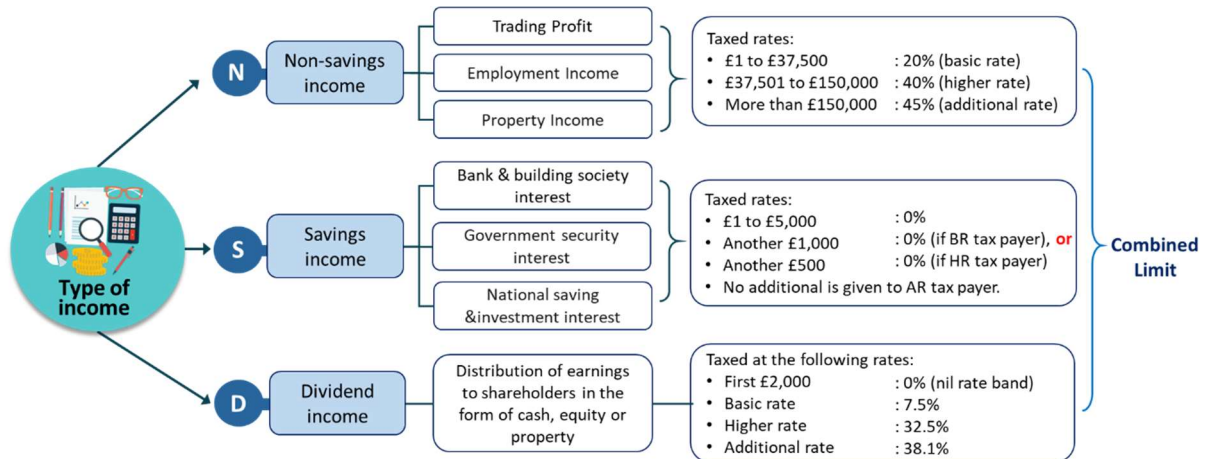 Type of
income
N
Non-savings
income
Trading Profit
Employment Income
Property Income
Taxed rates:
• £1 to £37,500 : 20% (basic rate)
• £37,501 to £150,000 : 40% (higher rate)
• More than £150,000 : 45% (additional rate)
S
Savings
income
Bank & building society
interest
Government security
interest
National saving
&investment interest
Taxed rates:
• £1 to £5,000 : 0%
• Another £1,000 : 0% (if BR tax payer), or
• Another £500 : 0% (if HR tax payer)
• No additional is given to AR tax payer.
D
Dividend
income
Distribution of earnings
to shareholders in the
form of cash, equity or
property
Taxed at the following rates:
• First £2,000 : 0% (nil rate band)
• Basic rate : 7.5%
• Higher rate : 32.5%
• Additional rate : 38.1%
Combined
Limit